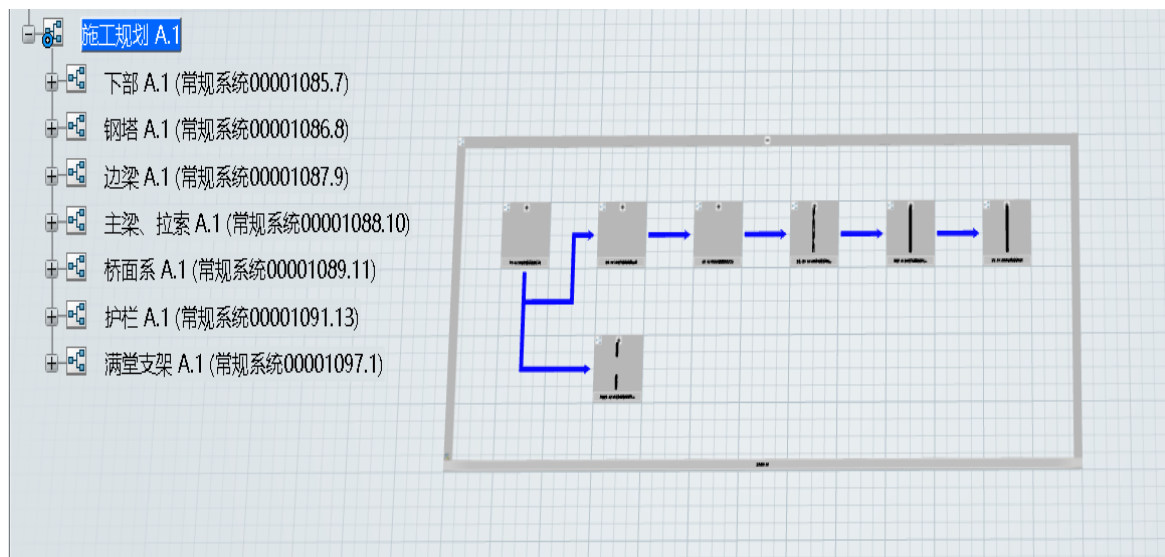 施工规划 A.1
下部 A.1 (常规系统00001085.7)
钢塔 A.1 (常规系统00001086.8)
边梁 A.1 (常规系统00001087.9)
主梁、拉索 A.1 (常规系统00001088.10)
桥面系 A.1 (常规系统00001089.11)
护栏 A.1 (常规系统00001091.13)
满堂支架 A.1 (常规系统00001097.1)